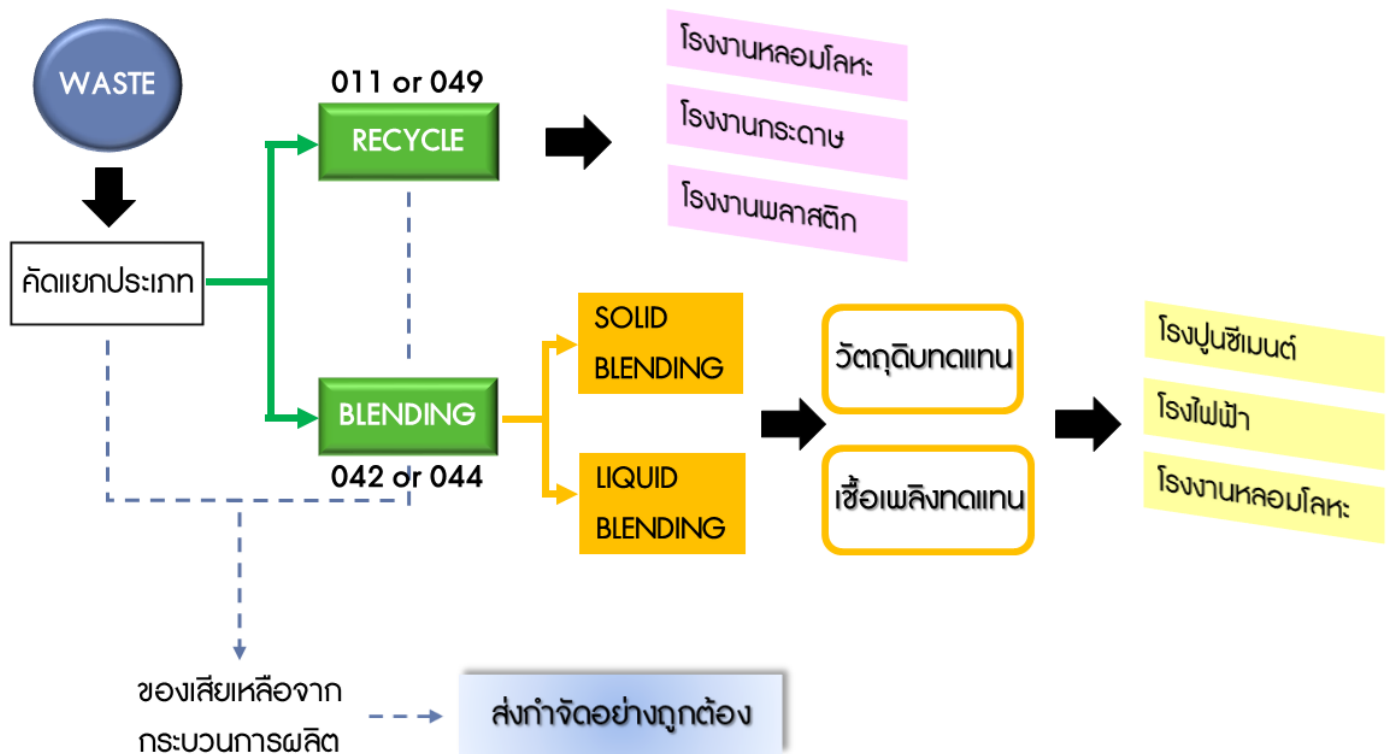 WASTE
คัดแยกประเภท
011 or 049
RECYCLE
โรงงานหลอมโลหะ
โรงงานกระดาษ
โรงงานพลาสติก
BLENDING
042 or 044
SOLID
BLENDING
LIQUID
BLENDING
วัตถุดิบทดแทน
เชื้อเพลิงทดแทน
โรงปูนซีเมนต์
โรงไฟฟ้า
โรงงานหลอมโลหะ
ของเสียเหลือจาก
กระบวนการผลิต
ส่งกำจัดอย่างถูกต้อง